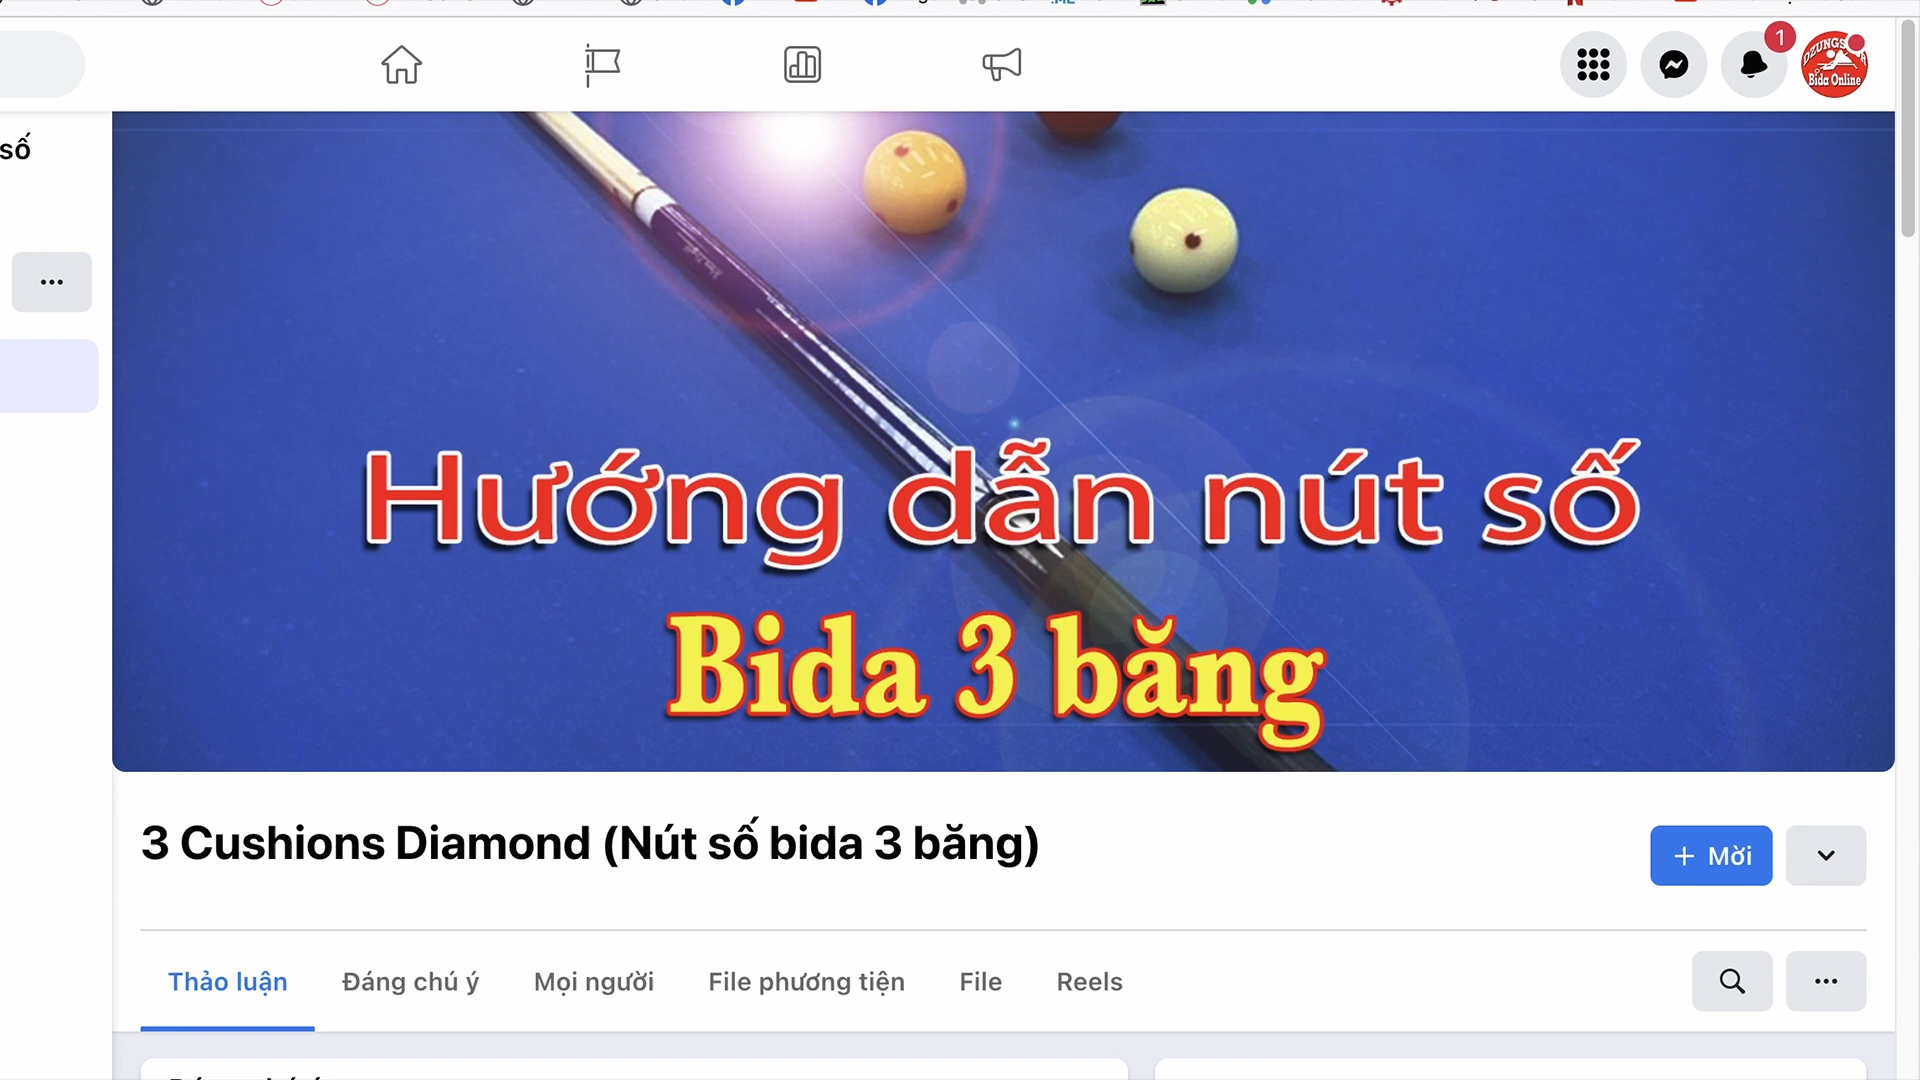 1
DZUNGS
Bida Online
số
Hướng dẫn nút số
Bida 3 băng
3 Cushions Diamond (Nút số bida 3 băng)
+ Mời
Thảo luận Đáng chú ý Mọi người File phương tiện File Reels